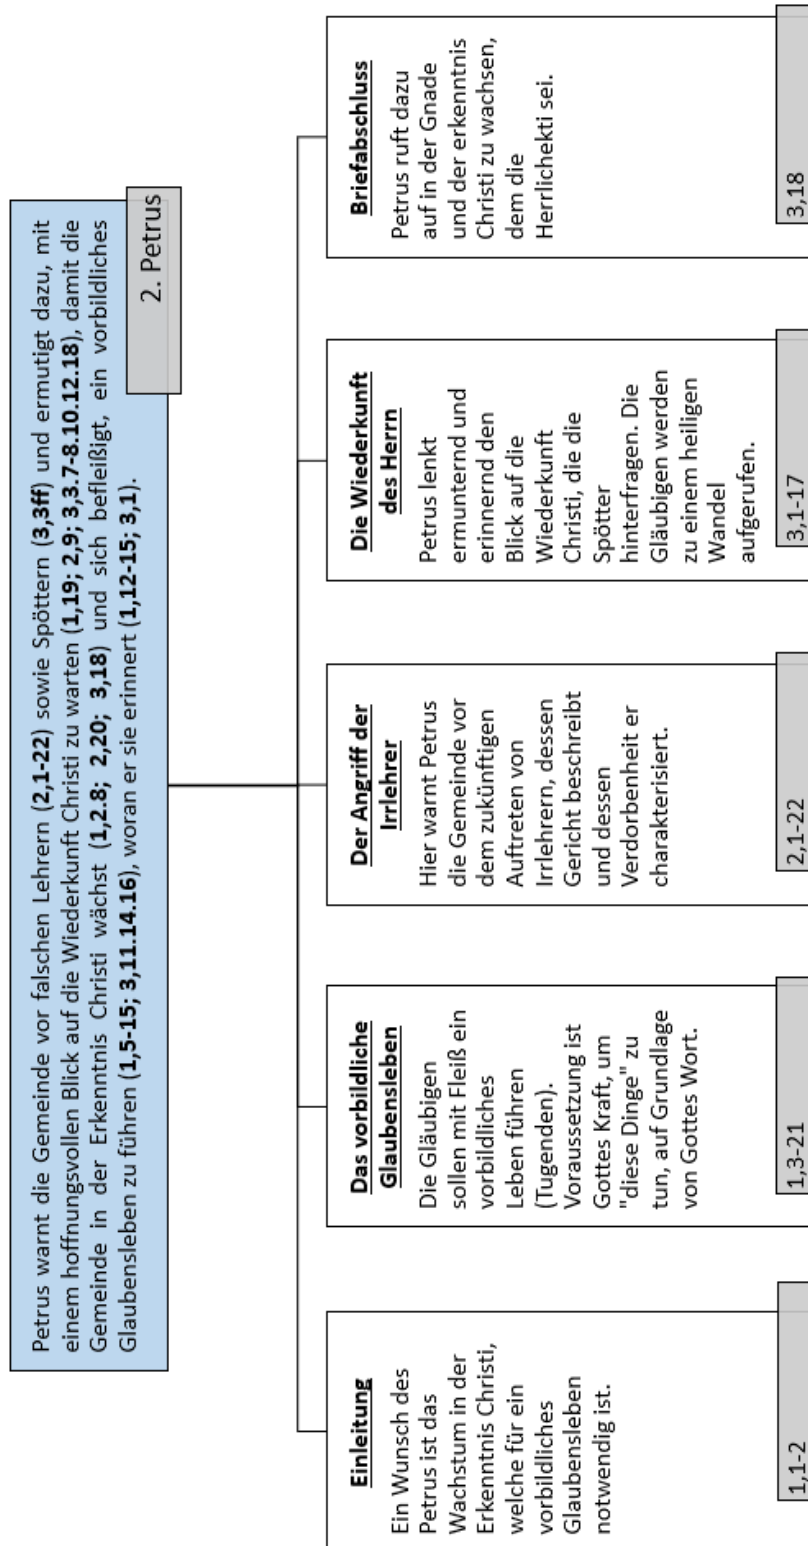 Petrus warnt die Gemeinde vor falschen Lehrern (2,1-22) sowie Spöttern (3,3ff) und ermutigt dazu, mit
einem hoffnungsvollen Blick auf die Wiederkunft Christi zu warten (1,19; 2,9; 3,3.7-8.10.12.18), damit die
Gemeinde in der Erkenntnis Christi wächst (1,2.8; 2,20; 3,18) und sich befleißigt, ein vorbildliches
Glaubensleben zu führen (1,5-15; 3,11.14.16), woran er sie erinnert (1,12-15; 3,1).
2. Petrus
Einleitung
Ein Wunsch des
Petrus ist das
Wachstum in der
Erkenntnis Christi,
welche für ein
vorbildliches
Glaubensleben
notwendig ist.
1,1-2
Das vorbildliche
Glaubensleben
Die Gläubigen
sollen mit Fleiß ein
vorbildliches
Leben führen
(Tugenden).
Voraussetzung ist
Gottes Kraft, um
"diese Dinge" zu
tun, auf Grundlage
von Gottes Wort.
1,3-21
Der Angriff der
Irrlehrer
Hier warnt Petrus
die Gemeinde vor
dem zukünftigen
Auftreten von
Irrlehrern, dessen
Gericht beschreibt
und dessen
Verdorbenheit er
charakterisiert.
2,1-22
Die Wiederkunft
des Herrn
Petrus lenkt
ermunternd und
erinnernd den
Blick auf die
Wiederkunft
Christi, die die
Spötter
hinterfragen. Die
Gläubigen werden
zu einem heiligen
Wandel
aufgerufen.
3,1-17
Briefabschluss
Petrus ruft dazu
auf in der Gnade
und der erkenntnis
Christi zu wachsen,
dem die
Herrlichekti sei.
3,18